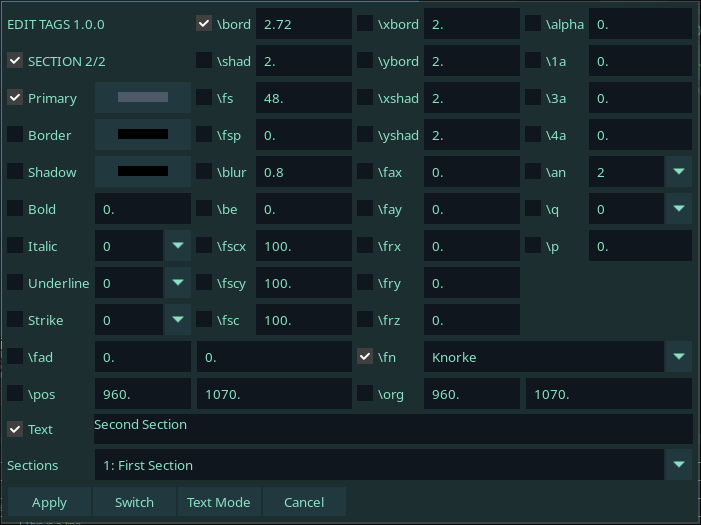 EDIT TAGS 1.0.0 \bord 2.72 \xbord 2. \alpha 0.
SECTION 2/2 \shad 2. \ybord 2. \1a 0.
Primary \fs 48. \xshad 2. \3a 0.
Border \fsp 0. \yshad 2. \4a 0.
Shadow \blur 0.8 \fax 0. \an 2
Bold 0. \be 0. \fay 0. \q 0
Italic 0 \fscx 100. \frx 0. \p 0.
Underline 0 \fscy 100. \fry 0.
Strike 0 \fsc 100. \frz 0.
\fad 0. 0. \fn Knorke
\pos 960. 1070. \org 960. 1070.
Text Second Section
Sections 1: First Section
Apply Switch Text Mode Cancel